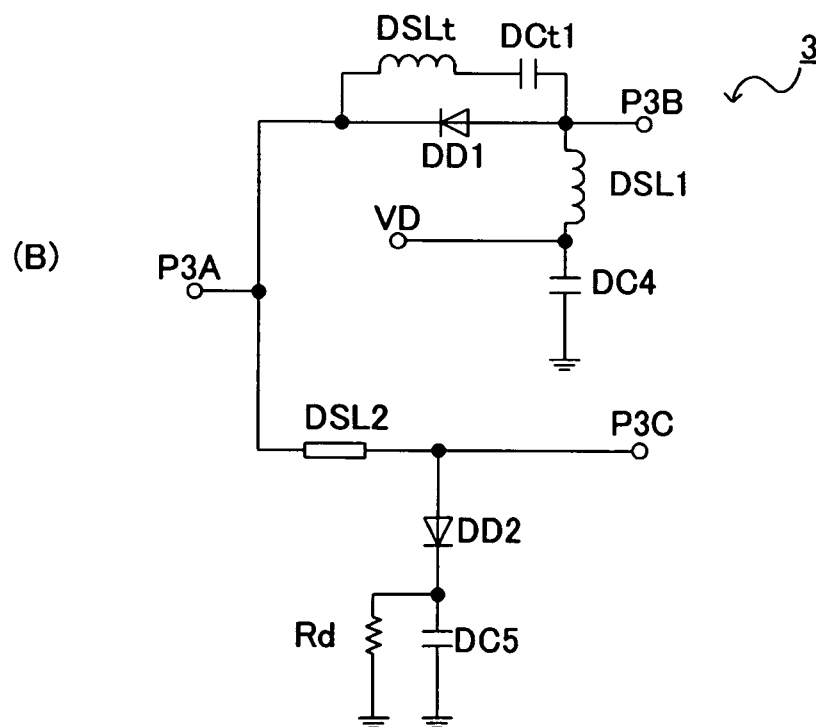 DSLt
DCt1
3
P3B
DD1
DSL1
VD
(B)
P3A
DC4
DSL2
P3C
DD2
Rd
DC5